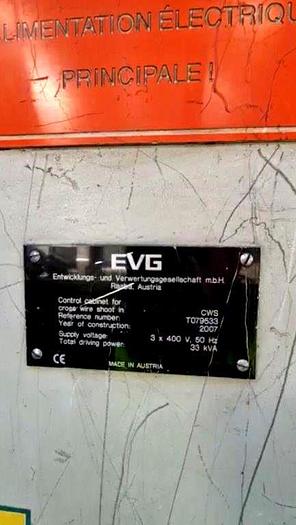 ALIMENTATION ÉLECTRIQU
PRINCIPALE !
EVG
Entwicklungs- und Verwertungsgesellschaft m.b.H.
Raaba, Austria
Control cabinet for
cross wire shoot in CWS
Reference number: T079533
Year of construction: 2007
Supply voltage: 3 x 400 V, 50 Hz
Total driving power: 33 kVA
CE
MADE IN AUSTRIA